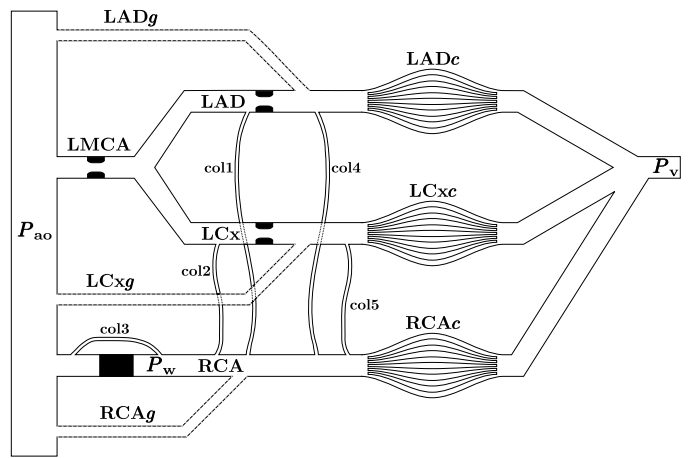 LADg
LADc
LAD
LMCA
col1
col4
Pv
LCxc
Pao
LCx
col2
LCxg
col5
col3
RCAc
Pw
RCA
RCAg